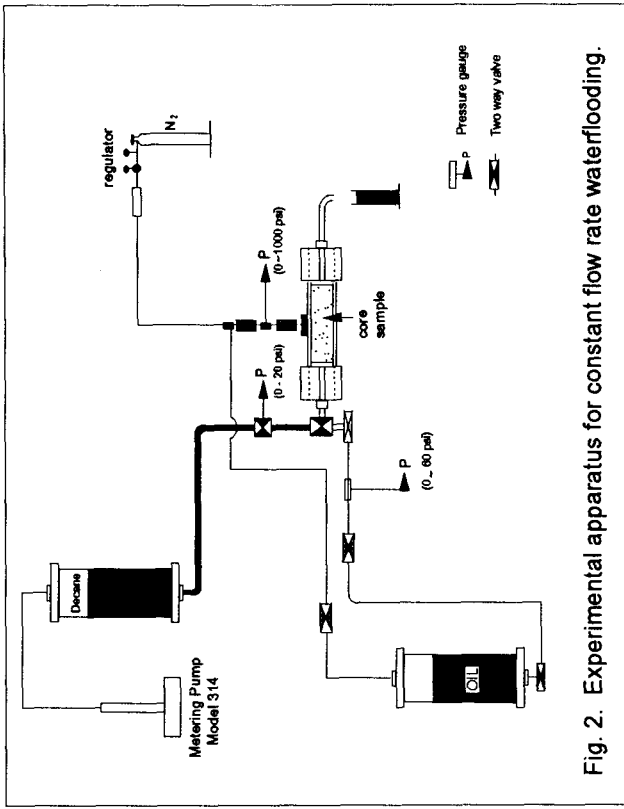 N2
regulator
P
(0~1000 psi)
P
(0 - 20 psi)
core
sample
P
(0 ~ 60 psi)
Decane
Metering Pump
Model 314
OIL
P Pressure gauge
Two way valve
Fig. 2. Experimental apparatus for constant flow rate waterflooding.